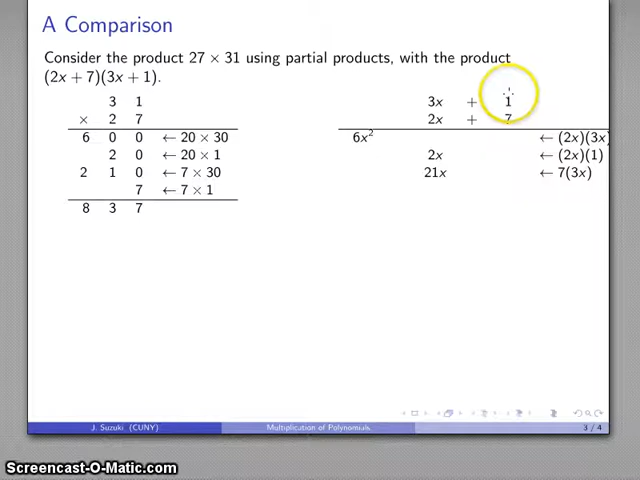 A Comparison
Consider the product 27 × 31 using partial products, with the product
(2x + 7)(3x + 1).
3 1
× 2 7
6 0 0 ← 20 × 30
2 0 ← 20 × 1
2 1 0 ← 7 × 30
7 ← 7 × 1
8 3 7
3x + 1
2x + 7
6x² ← (2x)(3x)
2x ← (2x)(1)
21x ← 7(3x)
J. Suzuki (CUNY) Multiplication of Polynomials 3 / 4
Screencast-O-Matic.com